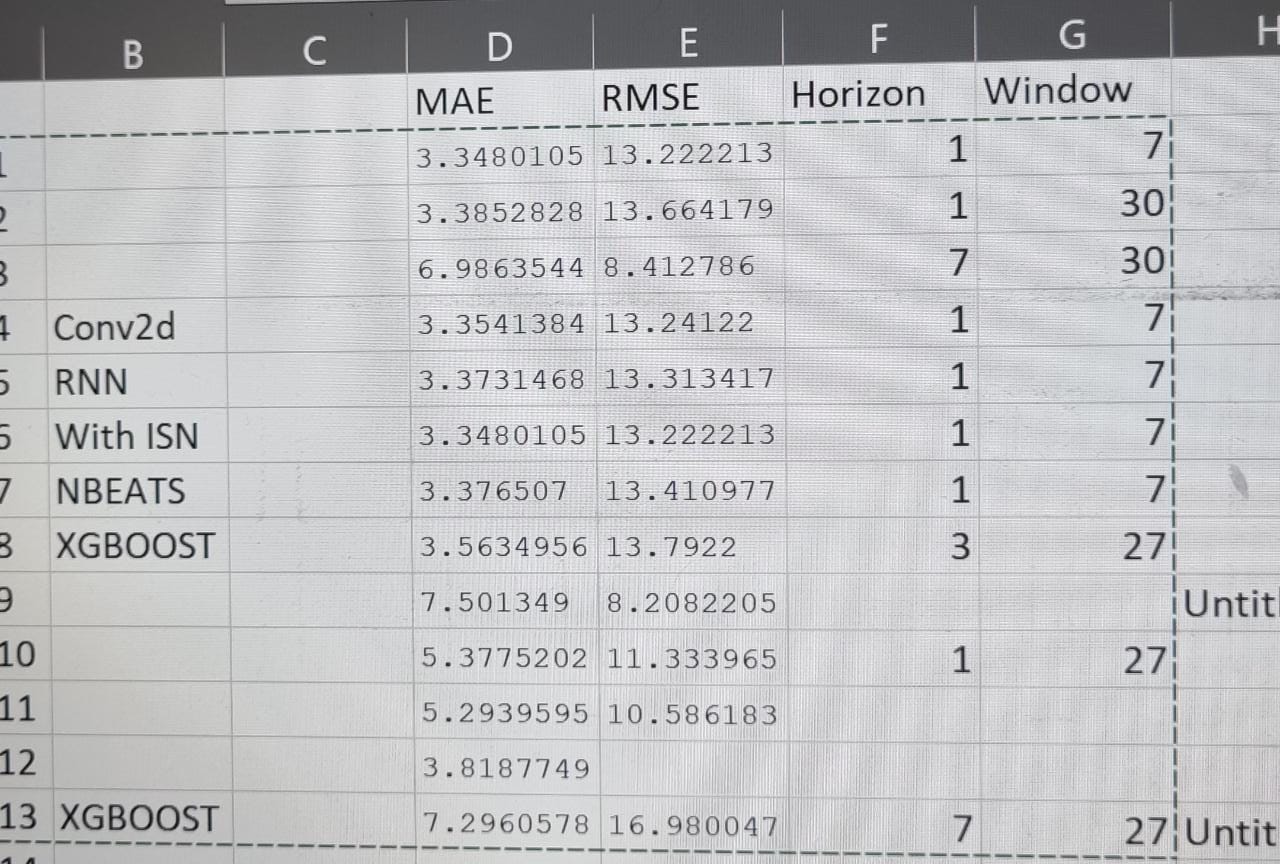 B C D E F G H
MAE RMSE Horizon Window
1 3.3480105 13.222213 1 7
2 3.3852828 13.664179 1 30
3 6.9863544 8.412786 7 30
4 Conv2d 3.3541384 13.24122 1 7
5 RNN 3.3731468 13.313417 1 7
6 With ISN 3.3480105 13.222213 1 7
7 NBEATS 3.376507 13.410977 1 7
8 XGBOOST 3.5634956 13.7922 3 27
9 7.501349 8.2082205 Untitl
10 5.3775202 11.333965 1 27
11 5.2939595 10.586183
12 3.8187749
13 XGBOOST 7.2960578 16.980047 7 27 Untit